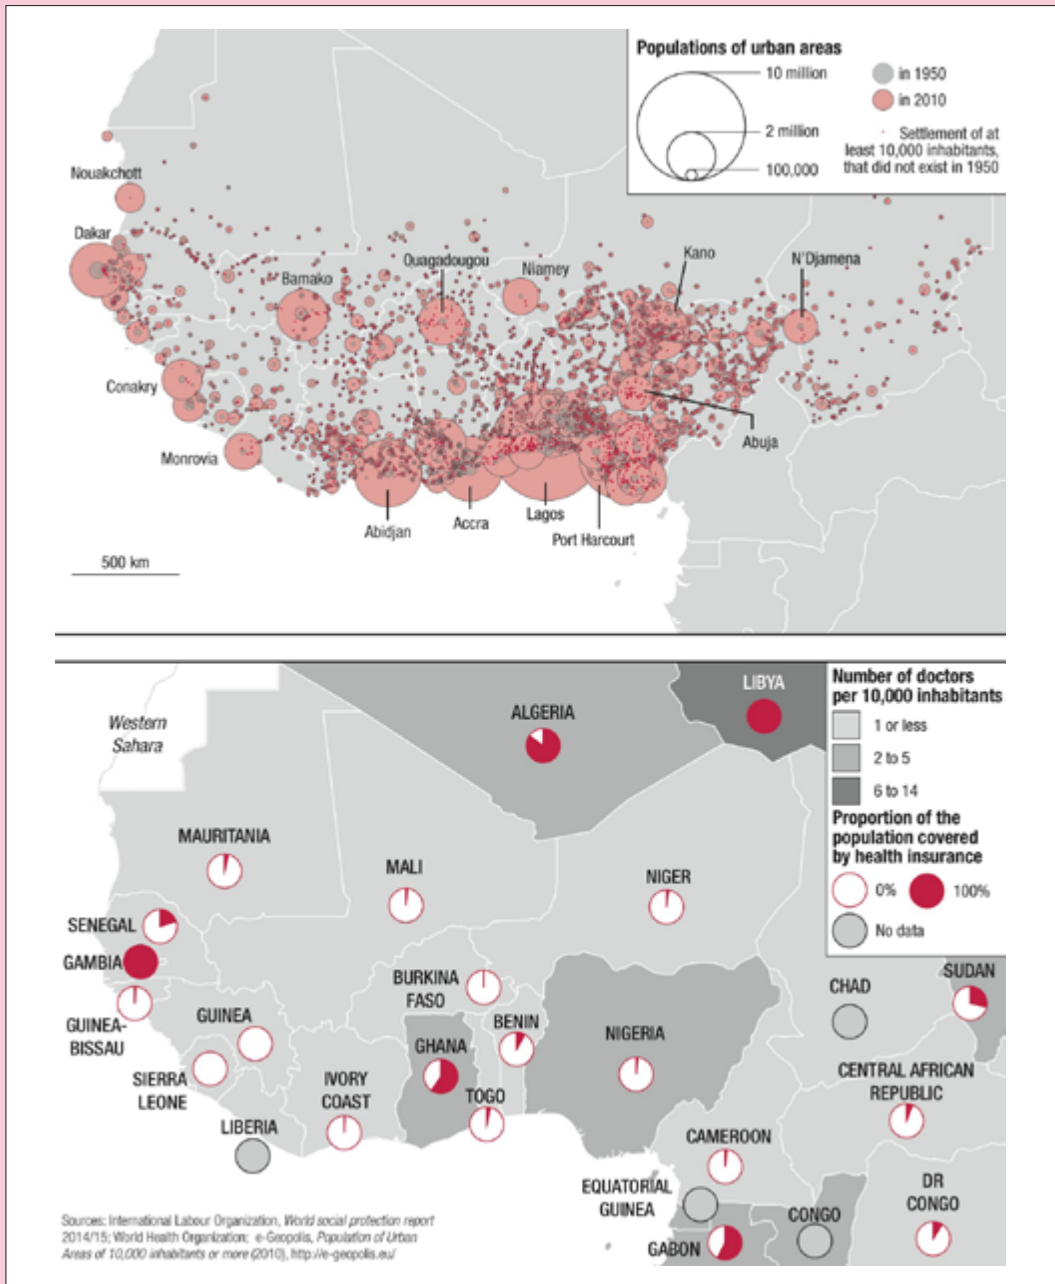 Populations of urban areas
10 million
2 million
100,000
in 1950
in 2010
Settlement of at
least 10,000 inhabitants,
that did not exist in 1950
Nouakchott
Dakar
Bamako
Ouagadougou
Niamey
Kano
N'Djamena
Conakry
Monrovia
Abidjan
Accra
Lagos
Port Harcourt
Abuja
500 km
Number of doctors
per 10,000 inhabitants
1 or less
2 to 5
6 to 14
Proportion of the
population covered
by health insurance
0%
100%
No data
Western
Sahara
ALGERIA
LIBYA
MAURITANIA
MALI
NIGER
SENEGAL
GAMBIA
GUINEA-
BISSAU
GUINEA
SIERRA
LEONE
LIBERIA
IVORY
COAST
BURKINA
FASO
GHANA
BENIN
TOGO
NIGERIA
CHAD
SUDAN
CENTRAL AFRICAN
REPUBLIC
CAMEROON
EQUATORIAL
GUINEA
GABON
CONGO
DR
CONGO
Sources: International Labour Organization, World social protection report
2014/15; World Health Organization; e-Geopolis, Population of Urban
Areas of 10,000 inhabitants or more (2010), http://e-geopolis.eu/